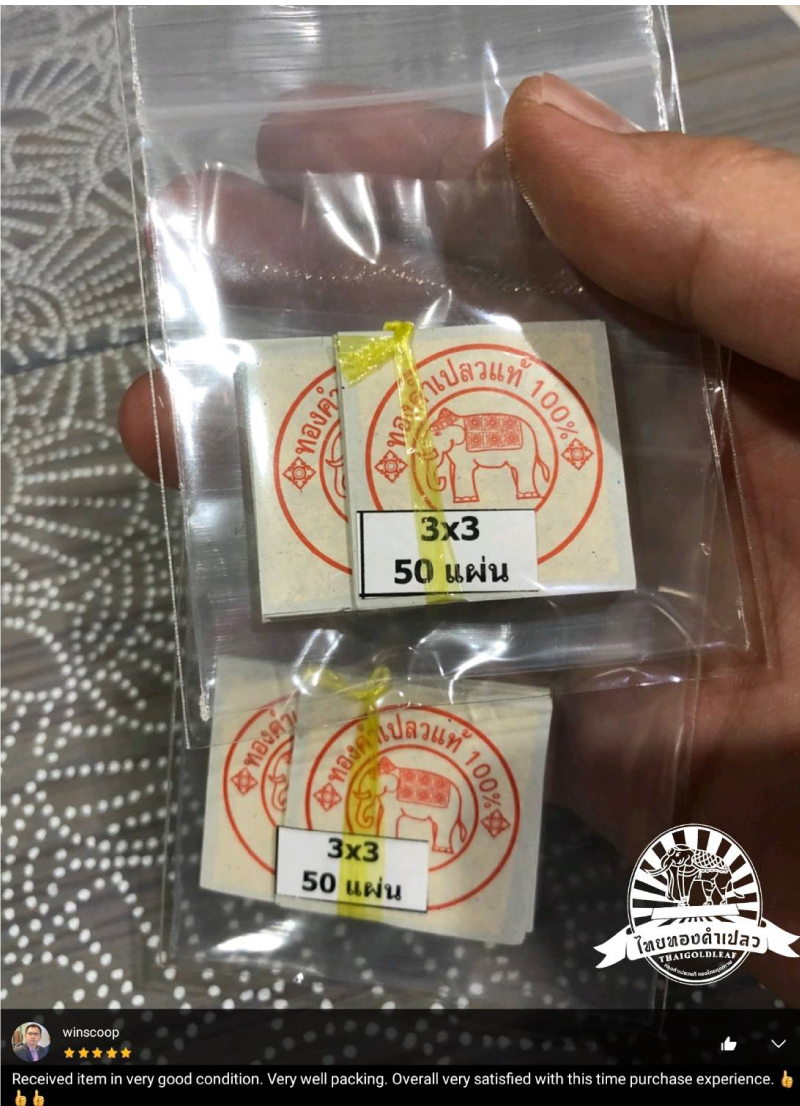 ทองคำเปลวแท้ 100%
3x3
50 แผ่น
ทองคำเปลวแท้ 100%
3x3
50 แผ่น
ไทยทองคำเปลว
THAIGOLDLEAF
winscoop
Received item in very good condition. Very well packing. Overall very satisfied with this time purchase experience. 👍
👍👍